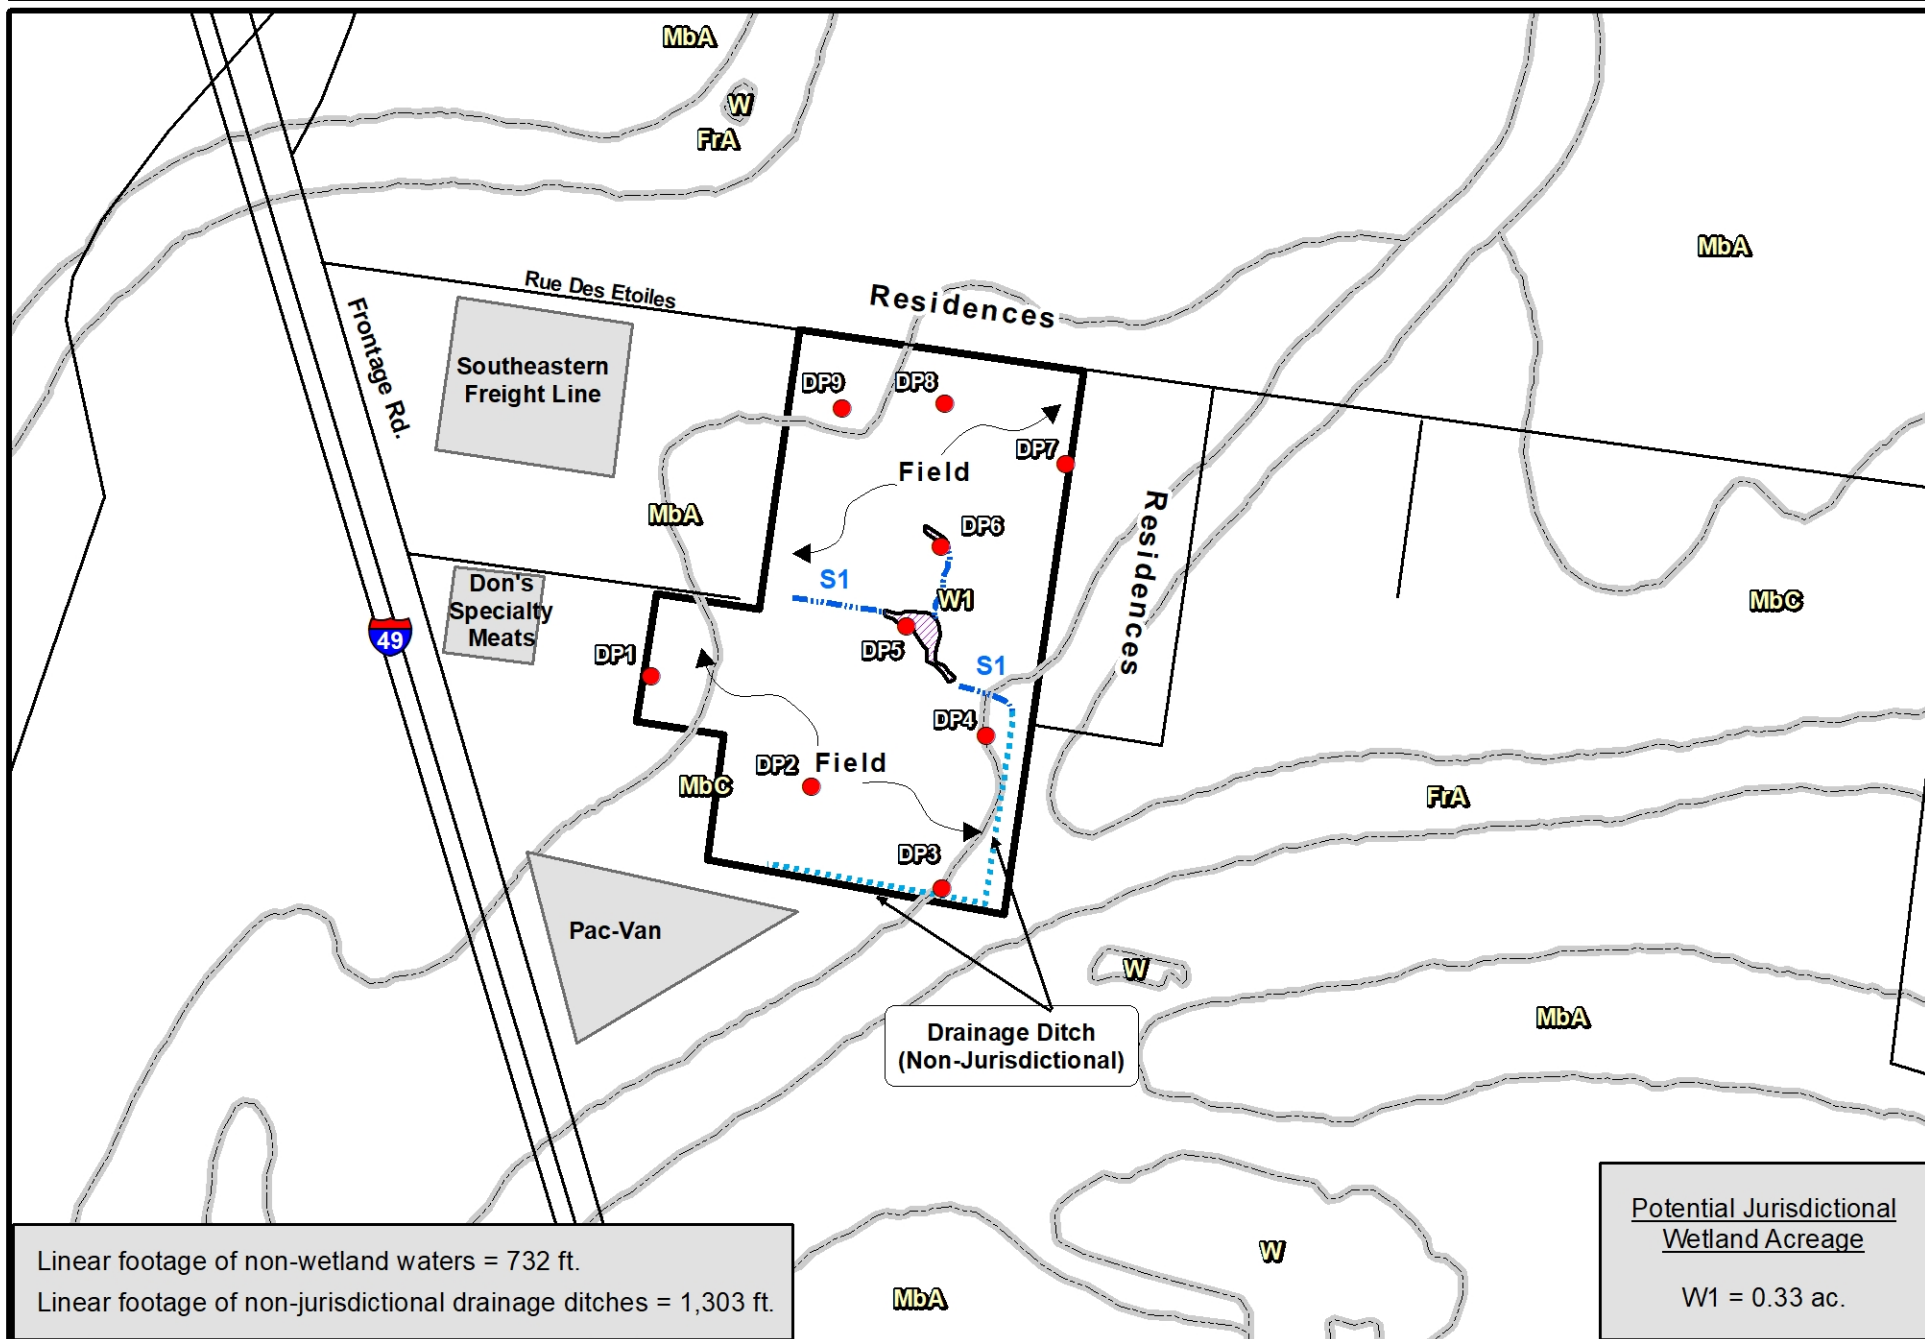 MbA
W
FrA
MbA
Rue Des Etoiles
Residences
Frontage Rd.
Southeastern
Freight Line
DP9
DP8
DP7
Field
MbA
DP6
Residences
S1
Don's
Specialty
Meats
W1
MbC
49
DP1
DP5
S1
DP4
DP2
Field
MbC
FrA
DP3
Pac-Van
W
MbA
Drainage Ditch
(Non-Jurisdictional)
Potential Jurisdictional
Wetland Acreage
W1 = 0.33 ac.
W
Linear footage of non-wetland waters = 732 ft.
Linear footage of non-jurisdictional drainage ditches = 1,303 ft.
MbA